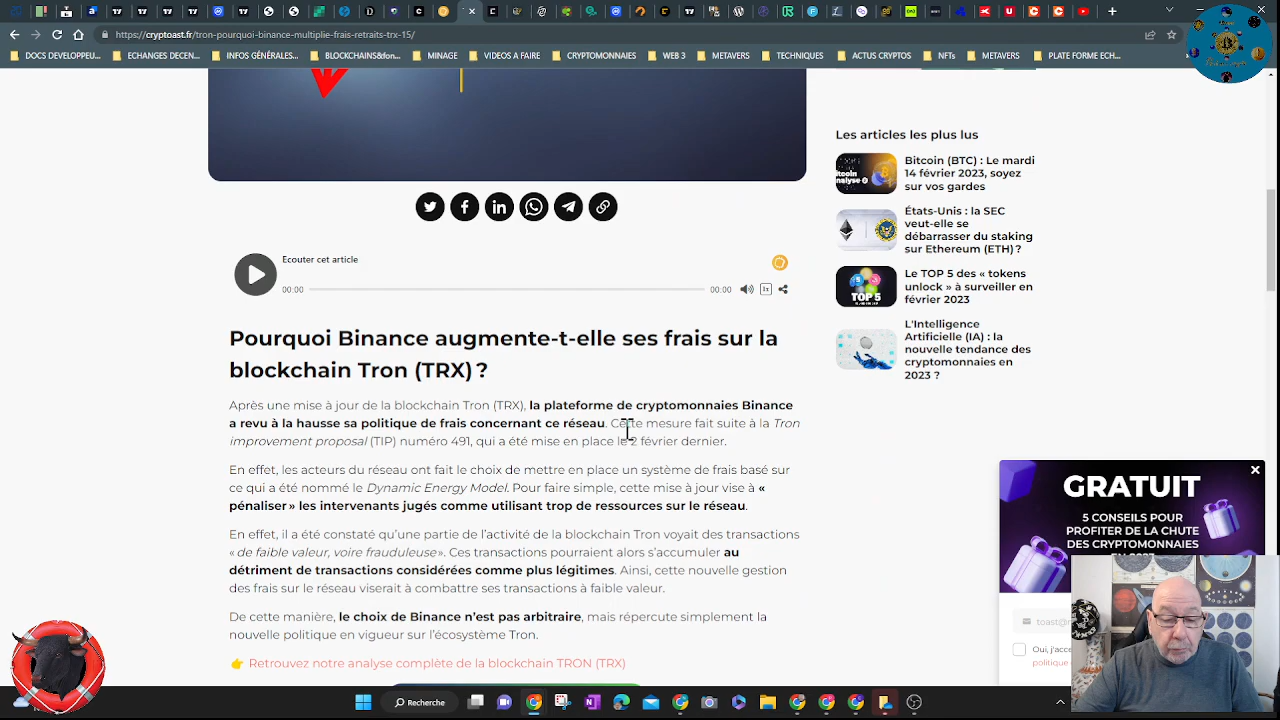 https://cryptoast.fr/tron-pourquoi-binance-multiplie-frais-retraits-trx-15/
DOCS DEVELOPPEU... ECHANGES DECEN... INFOS GÉNÉRALES... BLOCKCHAINS&fon... MINAGE VIDEOS A FAIRE CRYPTOMONNAIES WEB 3 METAVERS TECHNIQUES ACTUS CRYPTOS NFTs METAVERS PLATE FORME ECH...
Les articles les plus lus
Bitcoin (BTC) : Le mardi
14 février 2023, soyez
sur vos gardes
États-Unis : la SEC
veut-elle se
débarrasser du staking
sur Ethereum (ETH) ?
TOP 5
Le TOP 5 des « tokens
unlock » à surveiller en
février 2023
L'Intelligence
Artificielle (IA) : la
nouvelle tendance des
cryptomonnaies en
2023 ?
Ecouter cet article
00:00 00:00 1x
Pourquoi Binance augmente-t-elle ses frais sur la
blockchain Tron (TRX) ?
Après une mise à jour de la blockchain Tron (TRX), la plateforme de cryptomonnaies Binance
a revu à la hausse sa politique de frais concernant ce réseau. Cette mesure fait suite à la Tron
improvement proposal (TIP) numéro 491, qui a été mise en place le 2 février dernier.
En effet, les acteurs du réseau ont fait le choix de mettre en place un système de frais basé sur
ce qui a été nommé le Dynamic Energy Model. Pour faire simple, cette mise à jour vise à «
pénaliser » les intervenants jugés comme utilisant trop de ressources sur le réseau.
En effet, il a été constaté qu'une partie de l'activité de la blockchain Tron voyait des transactions
« de faible valeur, voire frauduleuse ». Ces transactions pourraient alors s'accumuler au
détriment de transactions considérées comme plus légitimes. Ainsi, cette nouvelle gestion
des frais sur le réseau viserait à combattre ses transactions à faible valeur.
De cette manière, le choix de Binance n'est pas arbitraire, mais répercute simplement la
nouvelle politique en vigueur sur l'écosystème Tron.
Retrouvez notre analyse complète de la blockchain TRON (TRX)
GRATUIT
5 CONSEILS POUR
PROFITER DE LA CHUTE
DES CRYPTOMONNAIES
toast@
Oui, j'acce
politique
Recherche